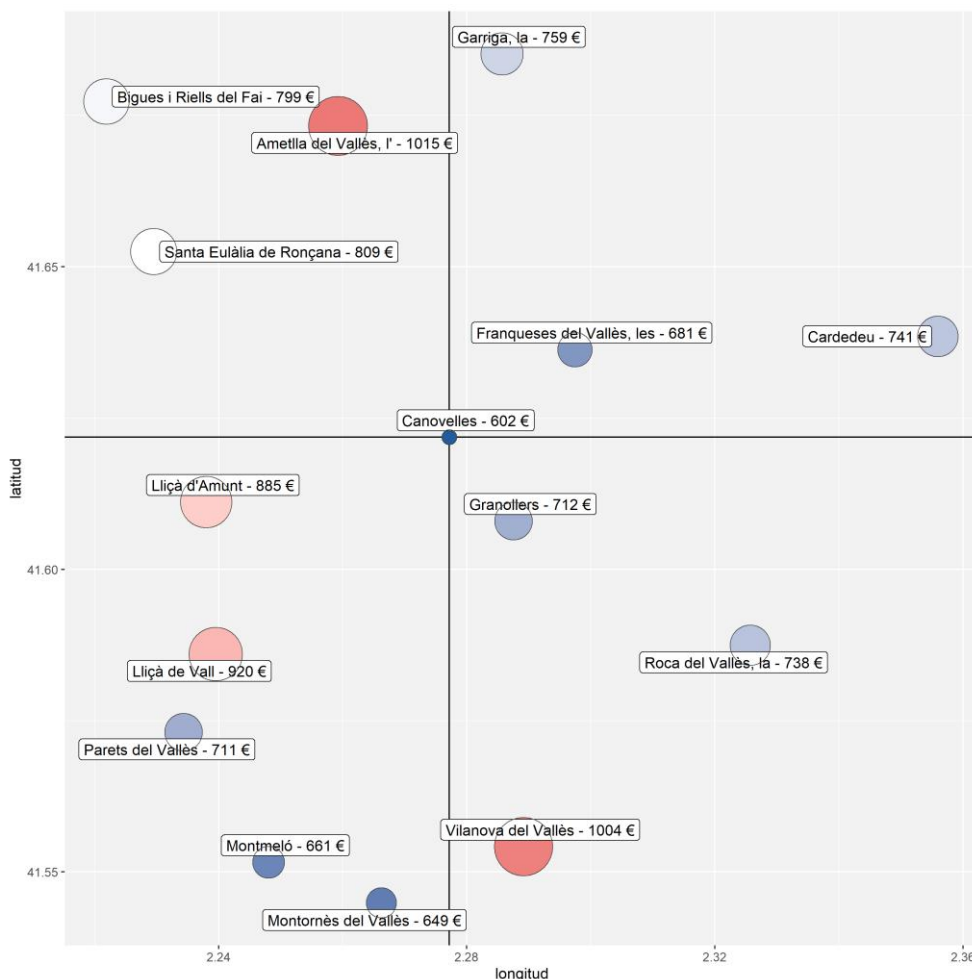 Garriga, la - 759 €
Bigues i Riells del Fai - 799 €
Ametlla del Vallès, l' - 1015 €
Santa Eulàlia de Ronçana - 809 €
41.65
Franqueses del Vallès, les - 681 €
Cardedeu - 741 €
Canovelles - 602 €
latitud
Lliçà d'Amunt - 885 €
Granollers - 712 €
41.60
Roca del Vallès, la - 738 €
Lliçà de Vall - 920 €
Parets del Vallès - 711 €
Vilanova del Vallès - 1004 €
Montmeló - 661 €
41.55
Montornès del Vallès - 649 €
2.24
2.28
2.32
2.36
longitud